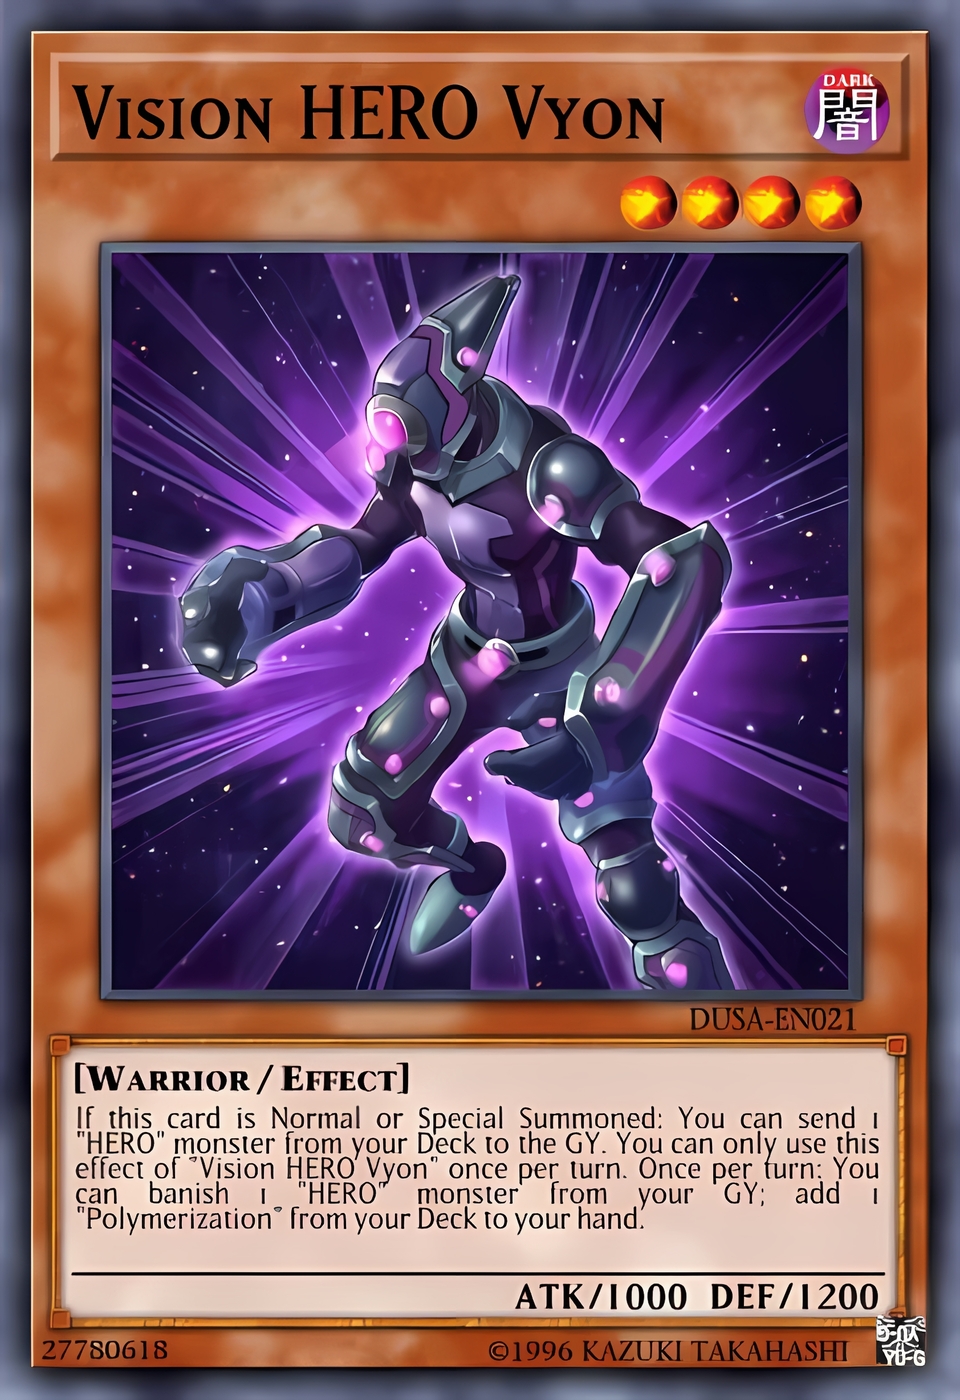 Vision HERO Vyon
DARK
闇
DUSA-EN021
[Warrior / Effect]
If this card is Normal or Special Summoned: You can send 1
"HERO" monster from your Deck to the GY. You can only use this
effect of "Vision HERO Vyon" once per turn. Once per turn: You
can banish 1 "HERO" monster from your GY; add 1
"Polymerization" from your Deck to your hand.
ATK/1000 DEF/1200
27780618
©1996 KAZUKI TAKAHASHI